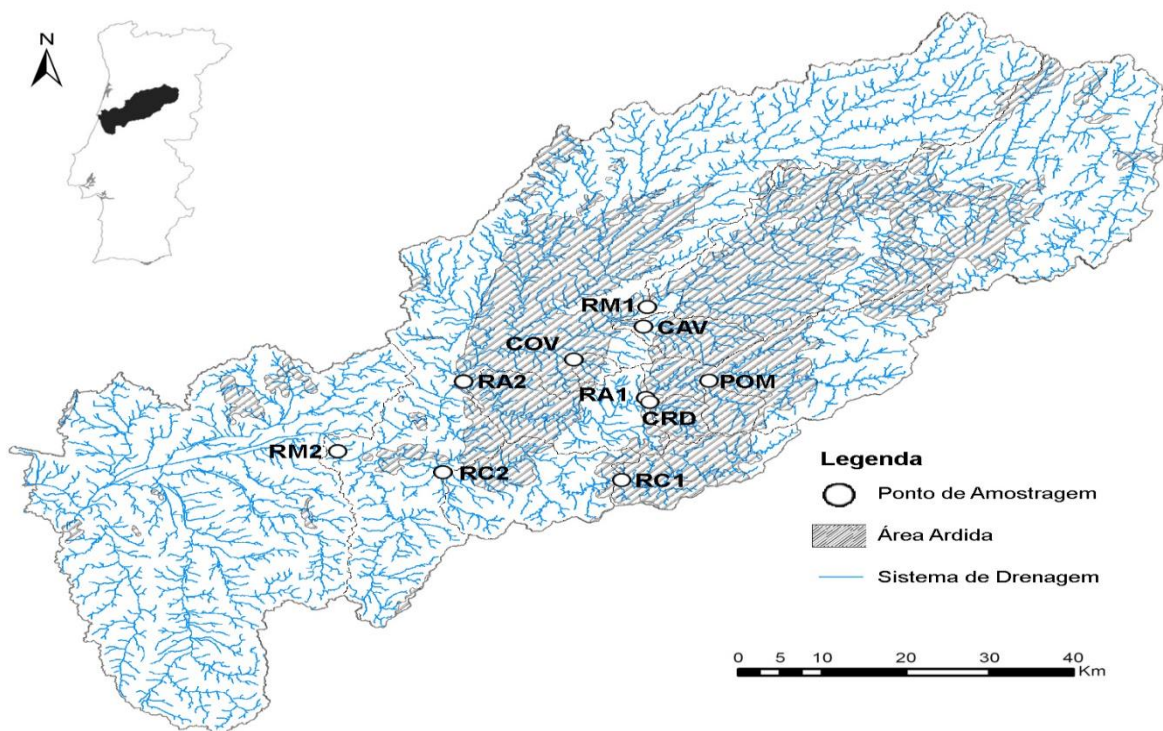 N
RM1
CAV
COV
RA2
POM
RA1
CRD
RM2
RC2
RC1
Legenda
Ponto de Amostragem
Área Ardida
Sistema de Drenagem
0 5 10 20 30 40
Km